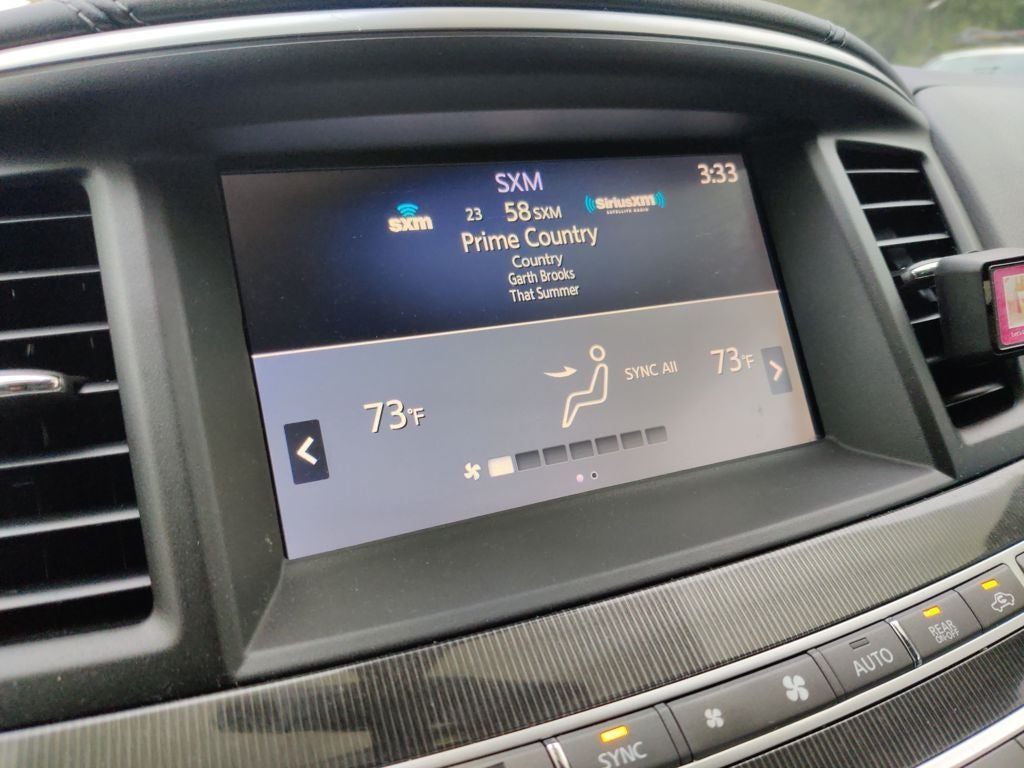 SXM
3:33
sxm
23 58 SXM
SiriusXM
SATELLITE RADIO
Prime Country
Country
Garth Brooks
That Summer
73°F
SYNC All
73°F
SYNC
AUTO
REAR
ON·OFF